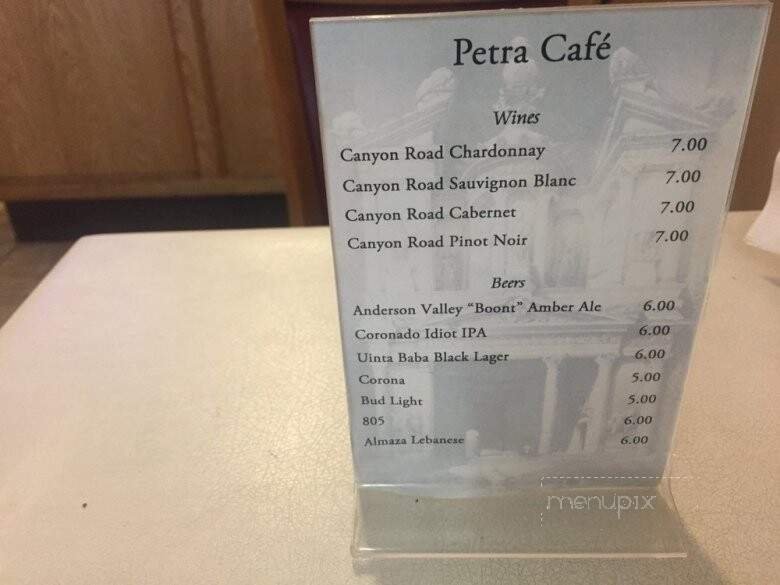 Petra Café
Wines
Canyon Road Chardonnay 7.00
Canyon Road Sauvignon Blanc 7.00
Canyon Road Cabernet 7.00
Canyon Road Pinot Noir 7.00
Beers
Anderson Valley "Boont" Amber Ale 6.00
Coronado Idiot IPA 6.00
Uinta Baba Black Lager 6.00
Corona 5.00
Bud Light 5.00
805 6.00
Almaza Lebanese 6.00
menupix